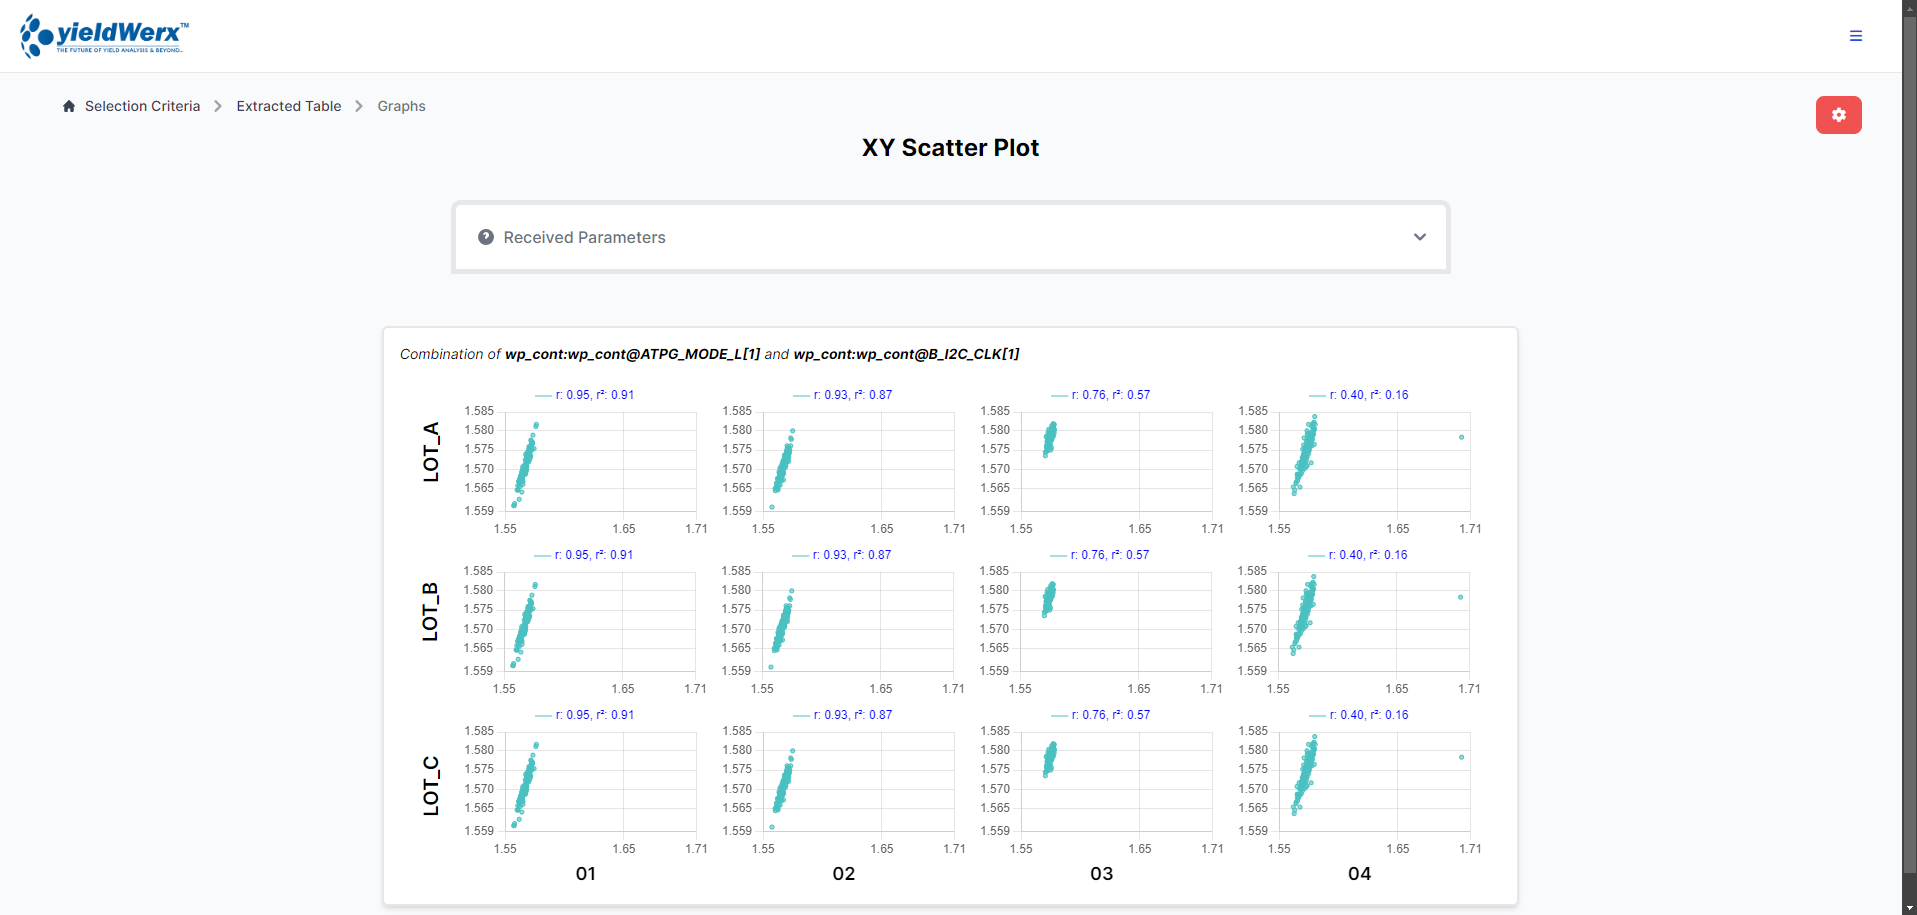 yieldWerx™
THE FUTURE OF YIELD ANALYSIS & BEYOND...
Selection Criteria > Extracted Table > Graphs
XY Scatter Plot
Received Parameters
Combination of wp_cont:wp_cont@ATPG_MODE_L[1] and wp_cont:wp_cont@B_I2C_CLK[1]
LOT_A
r: 0.95, r²: 0.91
1.585
1.580
1.575
1.570
1.565
1.559
1.55 1.65 1.71
r: 0.93, r²: 0.87
1.585
1.580
1.575
1.570
1.565
1.559
1.55 1.65 1.71
r: 0.76, r²: 0.57
1.585
1.580
1.575
1.570
1.565
1.559
1.55 1.65 1.71
r: 0.40, r²: 0.16
1.585
1.580
1.575
1.570
1.565
1.559
1.55 1.65 1.71
LOT_B
r: 0.95, r²: 0.91
1.585
1.580
1.575
1.570
1.565
1.559
1.55 1.65 1.71
r: 0.93, r²: 0.87
1.585
1.580
1.575
1.570
1.565
1.559
1.55 1.65 1.71
r: 0.76, r²: 0.57
1.585
1.580
1.575
1.570
1.565
1.559
1.55 1.65 1.71
r: 0.40, r²: 0.16
1.585
1.580
1.575
1.570
1.565
1.559
1.55 1.65 1.71
LOT_C
r: 0.95, r²: 0.91
1.585
1.580
1.575
1.570
1.565
1.559
1.55 1.65 1.71
r: 0.93, r²: 0.87
1.585
1.580
1.575
1.570
1.565
1.559
1.55 1.65 1.71
r: 0.76, r²: 0.57
1.585
1.580
1.575
1.570
1.565
1.559
1.55 1.65 1.71
r: 0.40, r²: 0.16
1.585
1.580
1.575
1.570
1.565
1.559
1.55 1.65 1.71
01 02 03 04